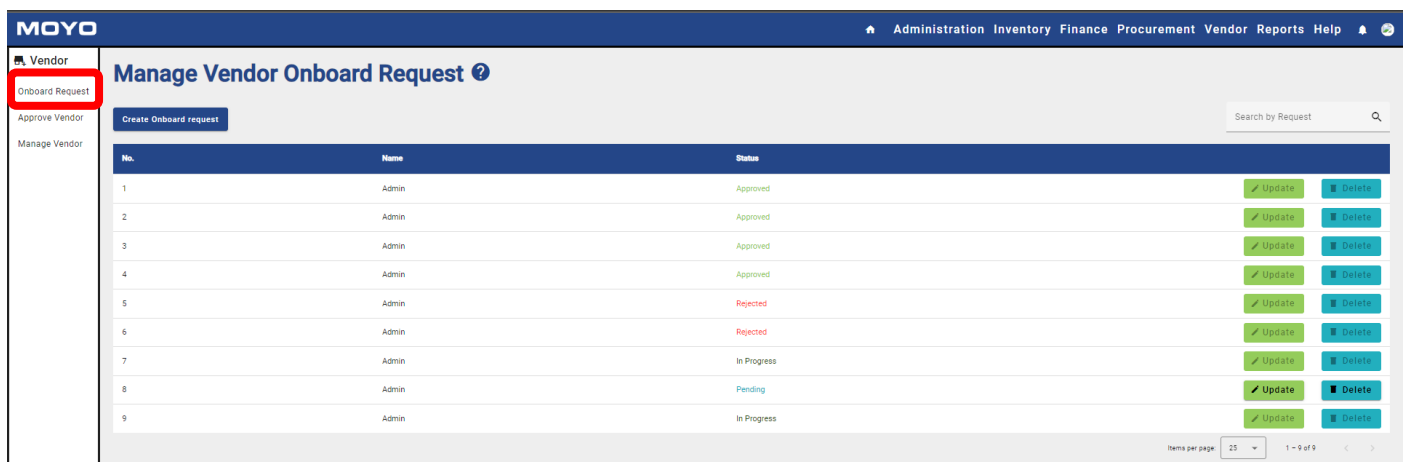 MOYO
Administration Inventory Finance Procurement Vendor Reports Help
Vendor
Onboard Request
Approve Vendor
Manage Vendor
Manage Vendor Onboard Request ?
Create Onboard request
Search by Request
No. Name Status
1 Admin Approved Update Delete
2 Admin Approved Update Delete
3 Admin Approved Update Delete
4 Admin Approved Update Delete
5 Admin Rejected Update Delete
6 Admin Rejected Update Delete
7 Admin In Progress Update Delete
8 Admin Pending Update Delete
9 Admin In Progress Update Delete
Items per page: 25 1 – 9 of 9